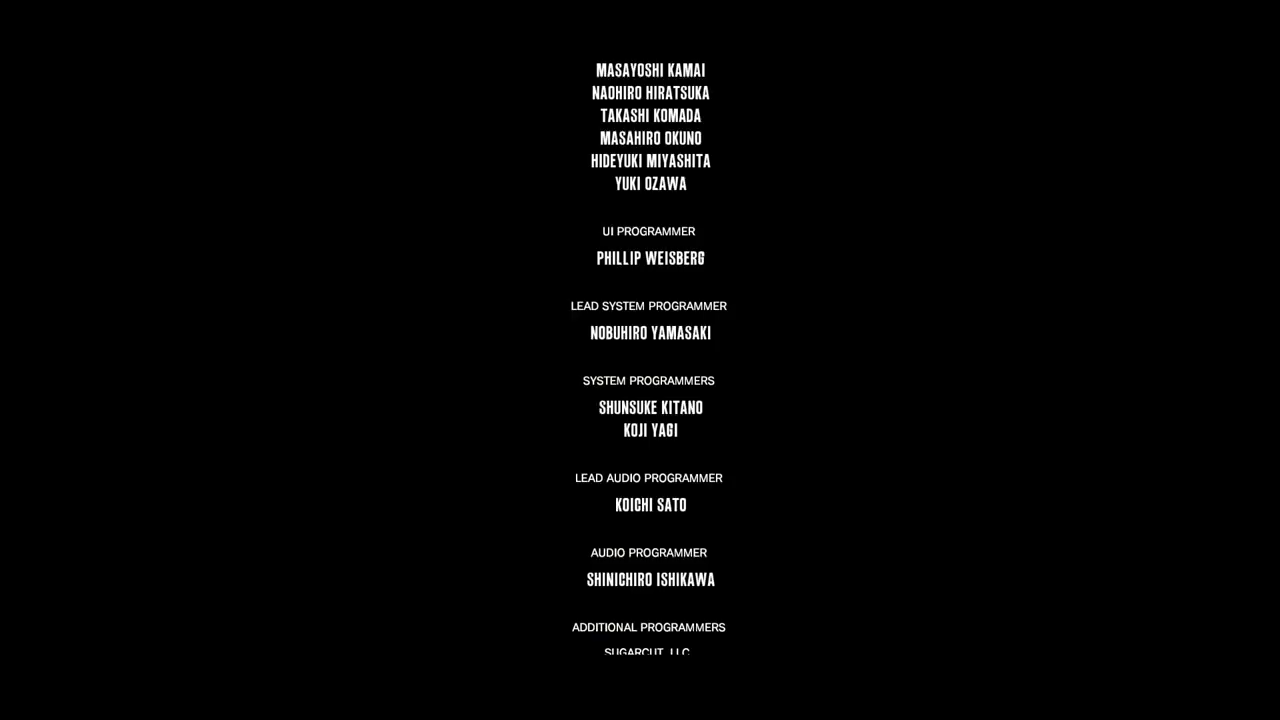 MASAYOSHI KAMAI
NAOHIRO HIRATSUKA
TAKASHI KOMADA
MASAHIRO OKUNO
HIDEYUKI MIYASHITA
YUKI OZAWA
UI PROGRAMMER
PHILLIP WEISBERG
LEAD SYSTEM PROGRAMMER
NOBUHIRO YAMASAKI
SYSTEM PROGRAMMERS
SHUNSUKE KITANO
KOJI YAGI
LEAD AUDIO PROGRAMMER
KOICHI SATO
AUDIO PROGRAMMER
SHINICHIRO ISHIKAWA
ADDITIONAL PROGRAMMERS
SUGARCUT, LLC